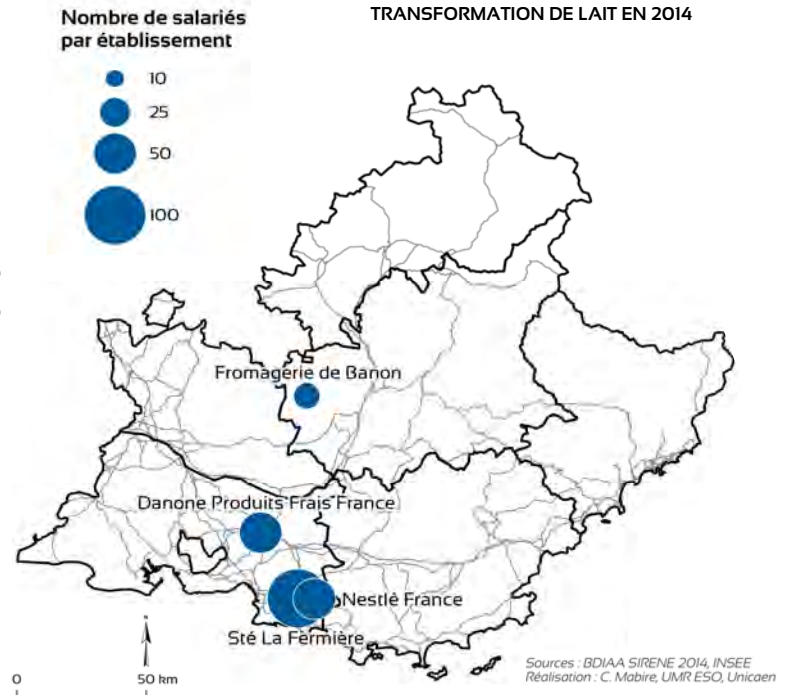 TRANSFORMATION DE LAIT EN 2014
Nombre de salariés
par établissement
10
25
50
100
Fromagerie de Banon
Danone Produits Frais France
Nestlé France
Sté La Fermière
0
50 km
Sources : BDIAA SIRENE 2014, INSEE
Réalisation : C. Mabire, UMR ESO, Unicaen